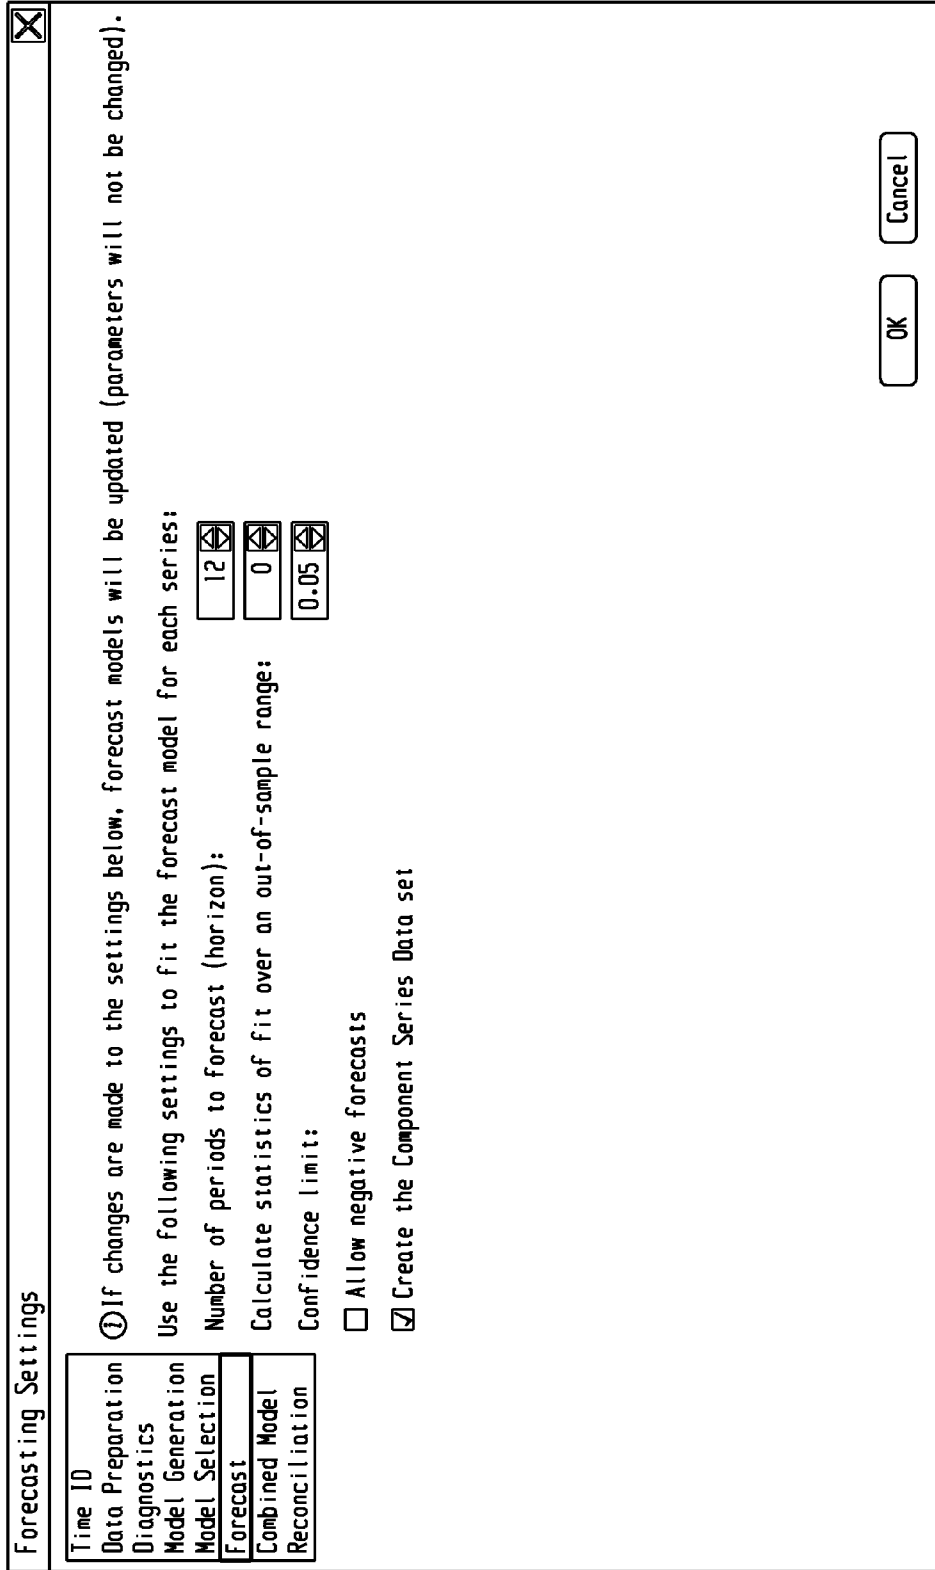 Forecasting Settings
Time ID
Data Preparation
Diagnostics
Model Generation
Model Selection
Forecast
Combined Model
Reconciliation
If changes are made to the settings below, forecast models will be updated (parameters will not be changed).
Use the following settings to fit the forecast model for each series:
Number of periods to forecast (horizon): 12
Calculate statistics of fit over an out-of-sample range: 0
Confidence limit: 0.05
Allow negative forecasts
Create the Component Series Data set
OK Cancel